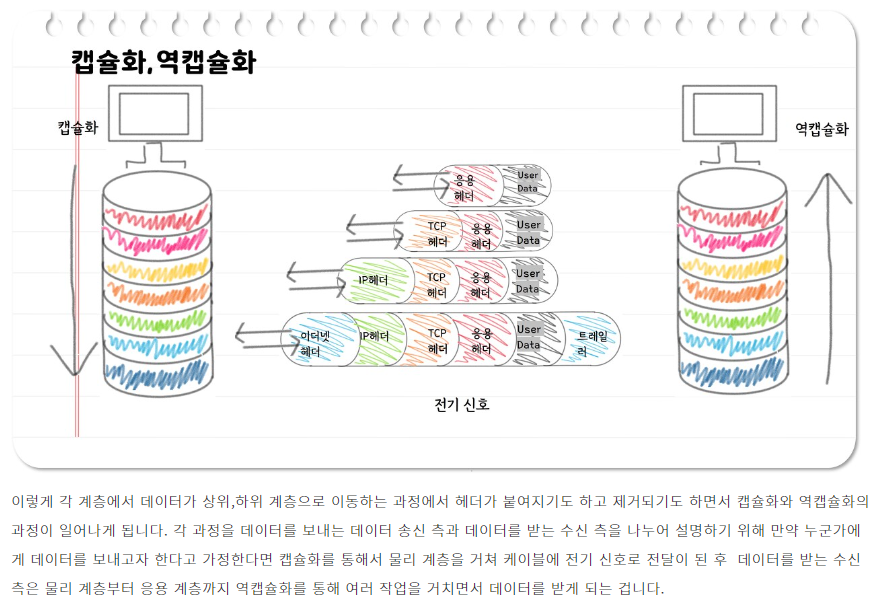 캡슐화,역캡슐화
캡슐화
역캡슐화
응용
헤더
User
Data
TCP
헤더
응용
헤더
User
Data
IP헤더
TCP
헤더
응용
헤더
User
Data
이더넷
헤더
IP헤더
TCP
헤더
응용
헤더
User
Data
트레일
러
전기 신호
이렇게 각 계층에서 데이터가 상위,하위 계층으로 이동하는 과정에서 헤더가 붙여지기도 하고 제거되기도 하면서 캡슐화와 역캡슐화의
과정이 일어나게 됩니다. 각 과정을 데이터를 보내는 데이터 송신 측과 데이터를 받는 수신 측을 나누어 설명하기 위해 만약 누군가에
게 데이터를 보내고자 한다고 가정한다면 캡슐화를 통해서 물리 계층을 거쳐 케이블에 전기 신호로 전달이 된 후  데이터를 받는 수신
측은 물리 계층부터 응용 계층까지 역캡슐화를 통해 여러 작업을 거치면서 데이터를 받게 되는 겁니다.